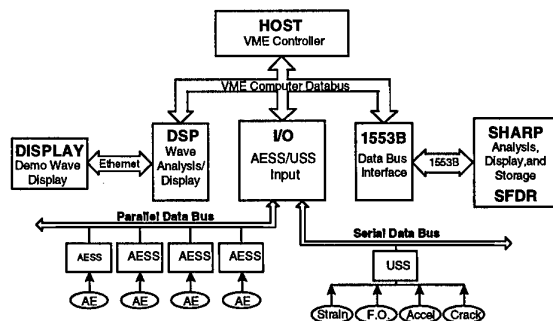 HOST
VME Controller
VME Computer Databus
DISPLAY
Demo Wave
Display
Ethernet
DSP
Wave
Analysis/
Display
I/O
AESS/USS
Input
1553B
Data Bus
Interface
1553B
SHARP
Analysis,
Display,and
Storage
SFDR
Parallel Data Bus
Serial Data Bus
AESS
AESS
AESS
AESS
USS
AE
AE
AE
AE
Strain
F.O.
Accel
Crack